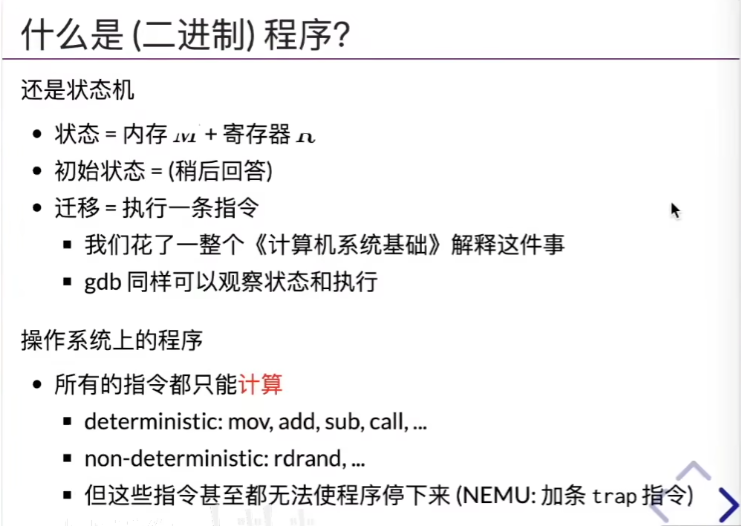 什么是 (二进制) 程序?
还是状态机
状态 = 内存 M + 寄存器 R
初始状态 = (稍后回答)
迁移 = 执行一条指令
我们花了一整个《计算机系统基础》解释这件事
gdb 同样可以观察状态和执行
操作系统上的程序
所有的指令都只能计算
deterministic: mov, add, sub, call, ...
non-deterministic: rdrand, ...
但这些指令甚至都无法使程序停下来 (NEMU: 加条 trap 指令)